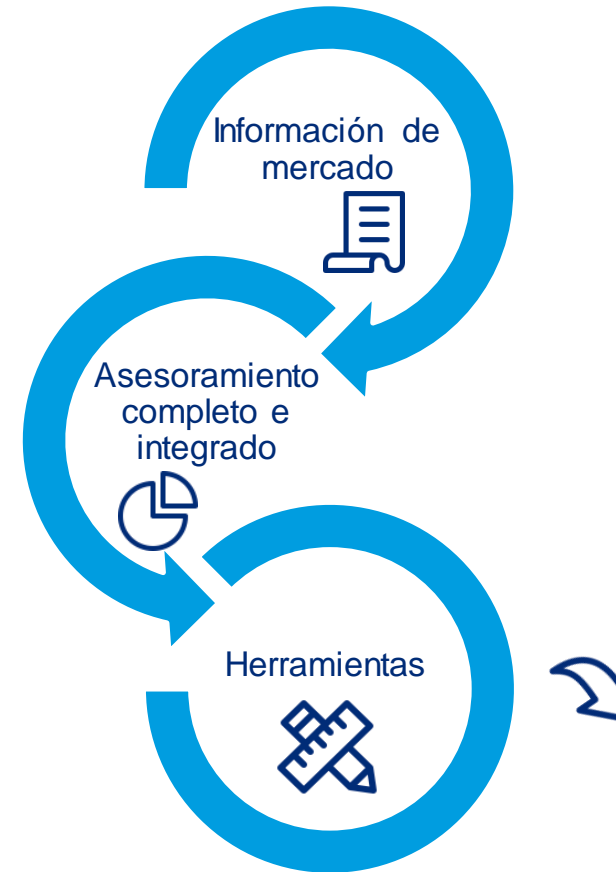 Información de
mercado
Asesoramiento
completo e
integrado
Herramientas